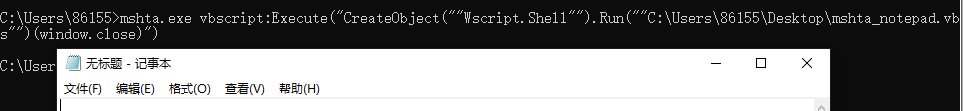 C:\Users\86155>mshta.exe vbscript:Execute("CreateObject(""Wscript.Shell"").Run(""C:\Users\86155\Desktop\mshta_notepad.vb
s"")(window.close)")
C:\User
无标题 - 记事本
文件(F) 编辑(E) 格式(O) 查看(V) 帮助(H)